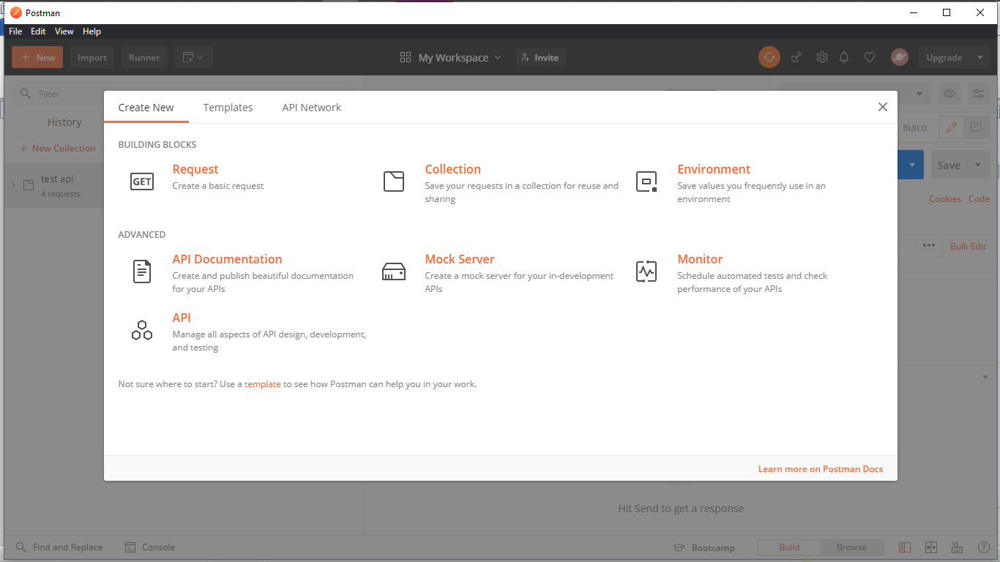 Postman
File Edit View Help
+ New Import Runner My Workspace Invite Upgrade
Filter
History
+ New Collection
test api
4 requests
Create New Templates API Network
BUILDING BLOCKS
GET
Request
Create a basic request
Collection
Save your requests in a collection for reuse and
sharing
Environment
Save values you frequently use in an
environment
ADVANCED
API Documentation
Create and publish beautiful documentation
for your APIs
Mock Server
Create a mock server for your in-development
APIs
Monitor
Schedule automated tests and check
performance of your APIs
API
Manage all aspects of API design, development,
and testing
Not sure where to start? Use a template to see how Postman can help you in your work.
Learn more on Postman Docs
BUILD
Save
Cookies Code
Bulk Edit
Hit Send to get a response
Find and Replace Console Bootcamp Build Browse